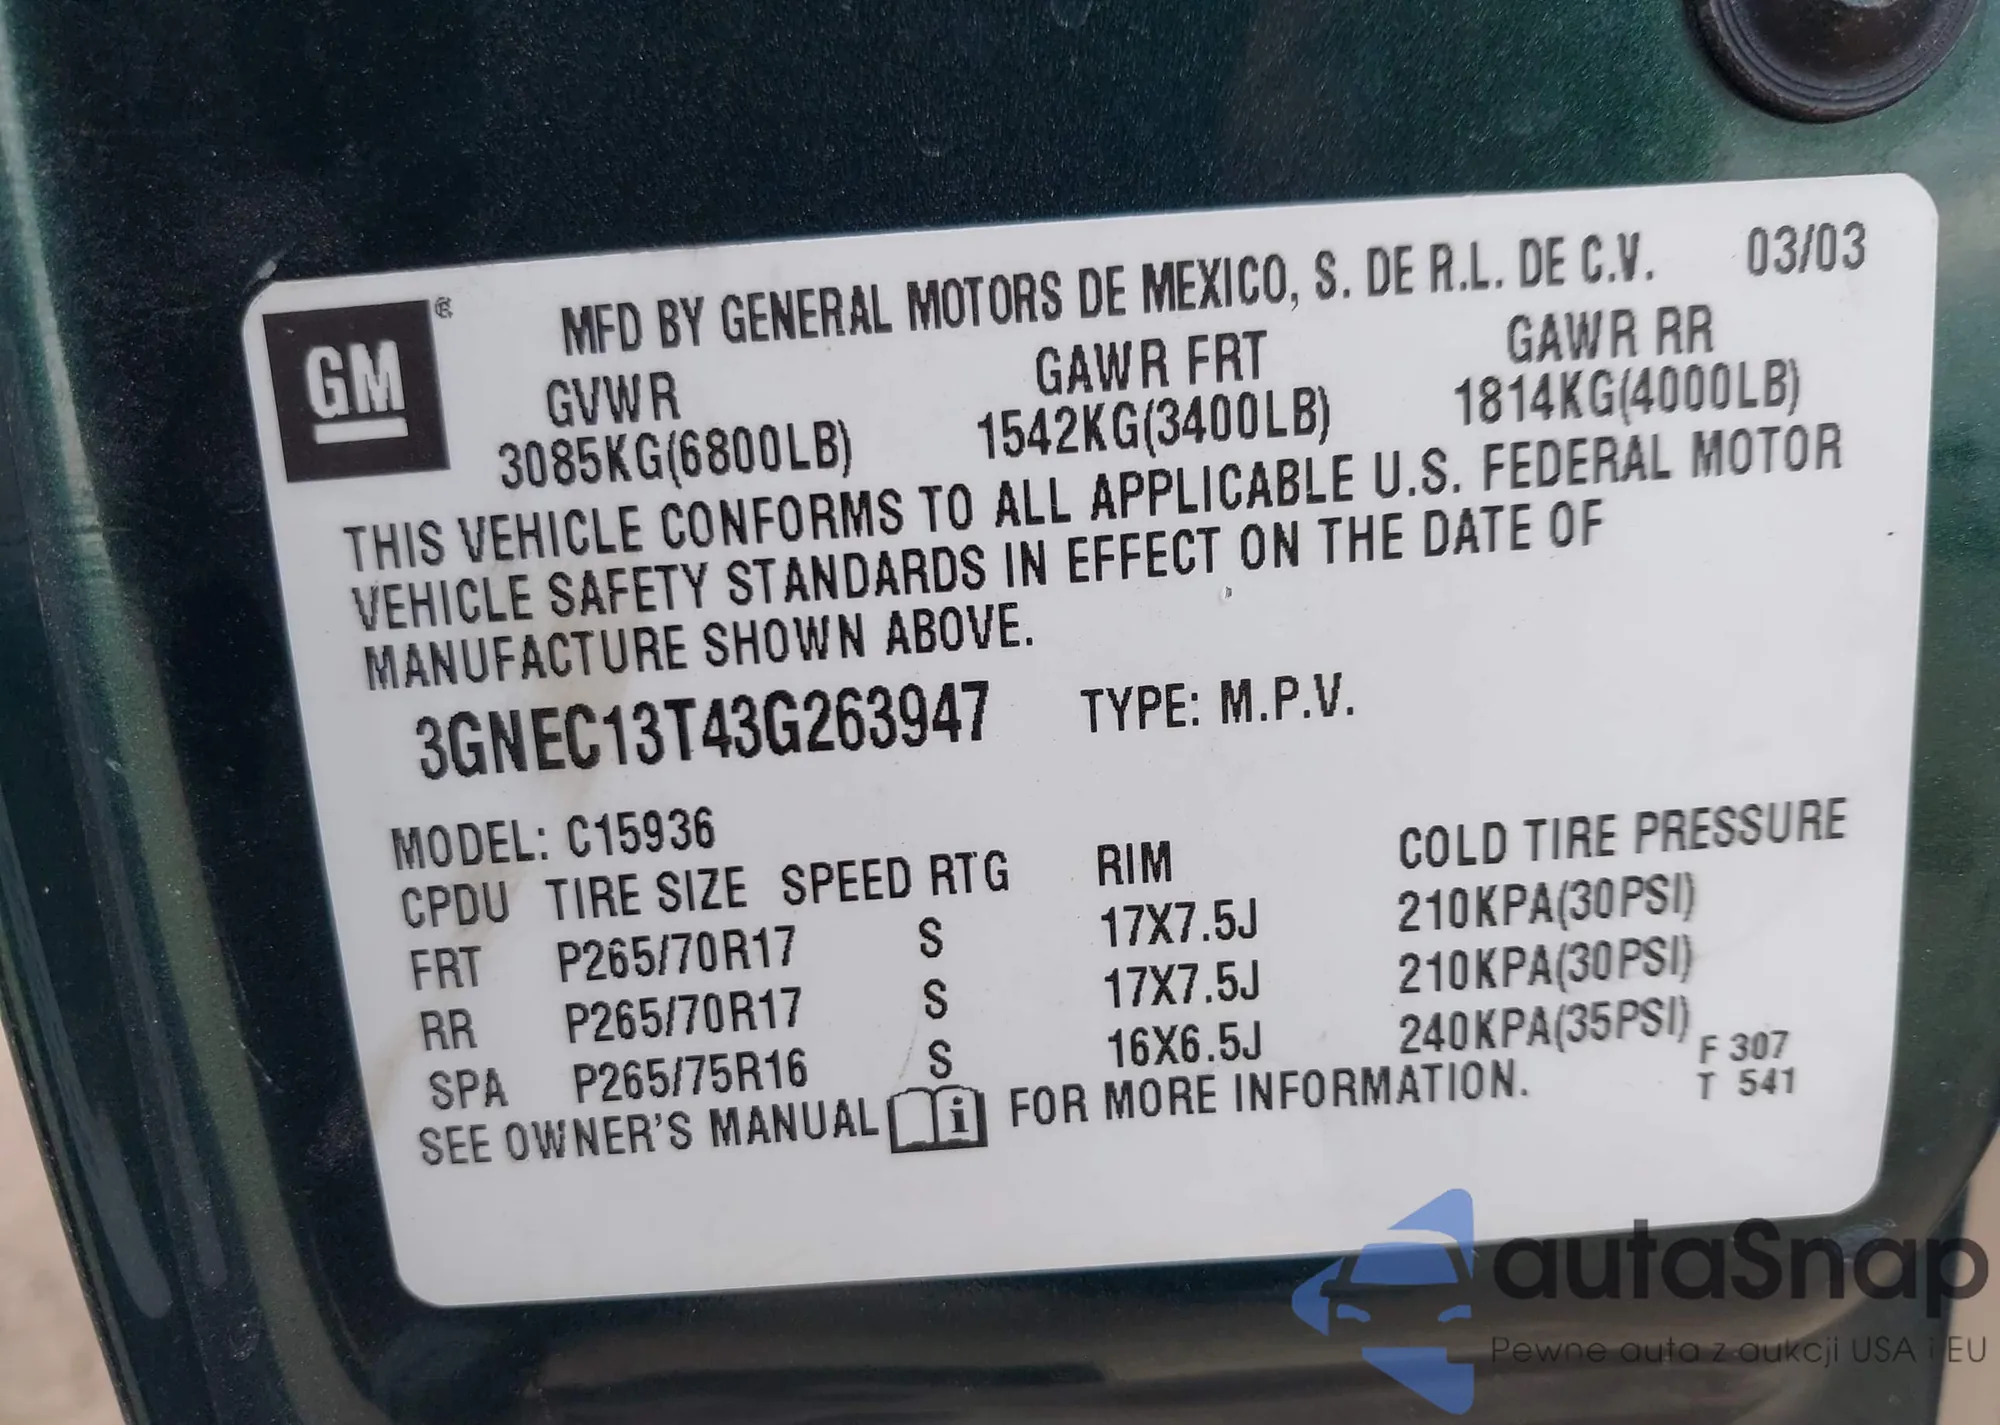 GM ®
MFD BY GENERAL MOTORS DE MEXICO, S. DE R.L. DE C.V. 03/03
GVWR GAWR FRT GAWR RR
3085KG(6800LB) 1542KG(3400LB) 1814KG(4000LB)
THIS VEHICLE CONFORMS TO ALL APPLICABLE U.S. FEDERAL MOTOR
VEHICLE SAFETY STANDARDS IN EFFECT ON THE DATE OF
MANUFACTURE SHOWN ABOVE.
3GNEC13T43G263947 TYPE: M.P.V.
MODEL: C15936
CPDU TIRE SIZE SPEED RTG RIM COLD TIRE PRESSURE
FRT P265/70R17 S 17X7.5J 210KPA(30PSI)
RR P265/70R17 S 17X7.5J 210KPA(30PSI)
SPA P265/75R16 S 16X6.5J 240KPA(35PSI)
SEE OWNER'S MANUAL i FOR MORE INFORMATION.
F 307
T 541
autaSnap
Pewne auta z aukcji USA i EU